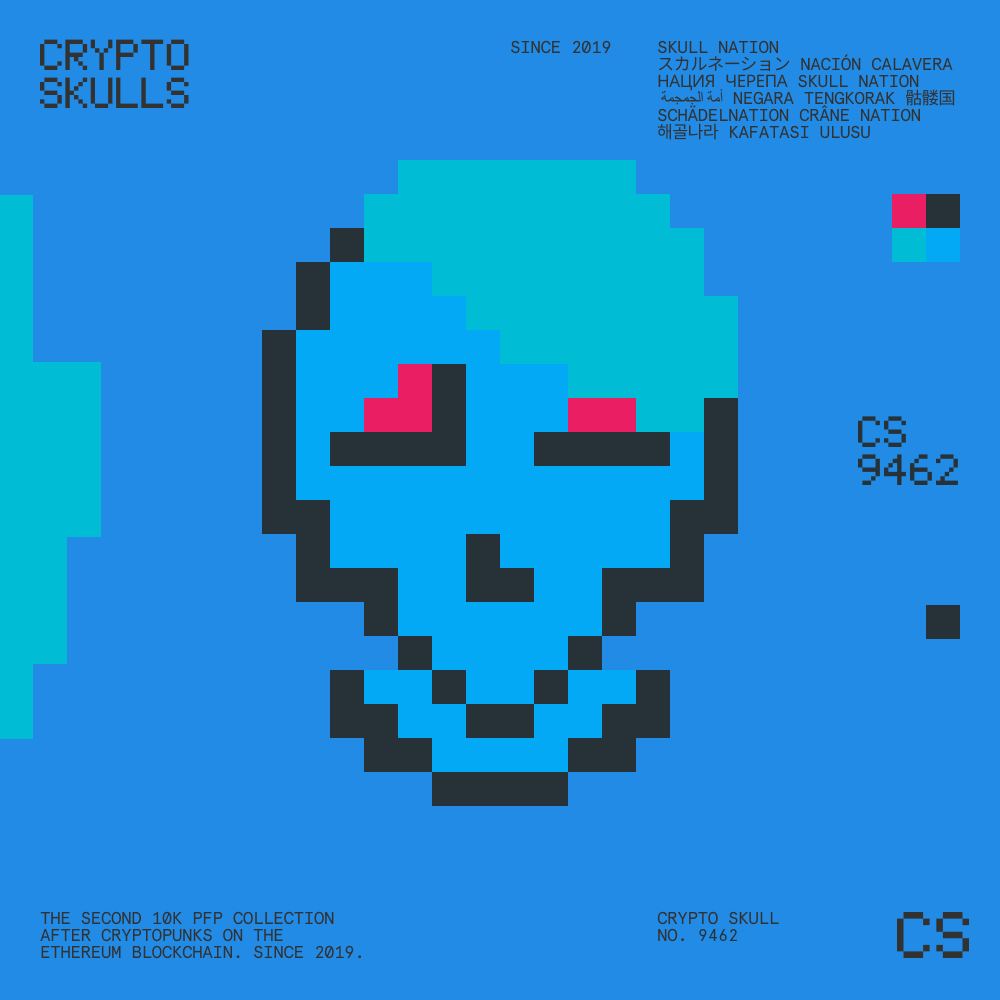 CRYPTO
SKULLS
SINCE 2019
SKULL NATION
スカルネーション NACIÓN CALAVERA
НАЦИЯ ЧЕРЕПА SKULL NATION
أمة الجمجمة NEGARA TENGKORAK 骷髅国
SCHÄDELNATION CRÂNE NATION
해골나라 KAFATASI ULUSU
CS
9462
THE SECOND 10K PFP COLLECTION
AFTER CRYPTOPUNKS ON THE
ETHEREUM BLOCKCHAIN. SINCE 2019.
CRYPTO SKULL
NO. 9462
CS